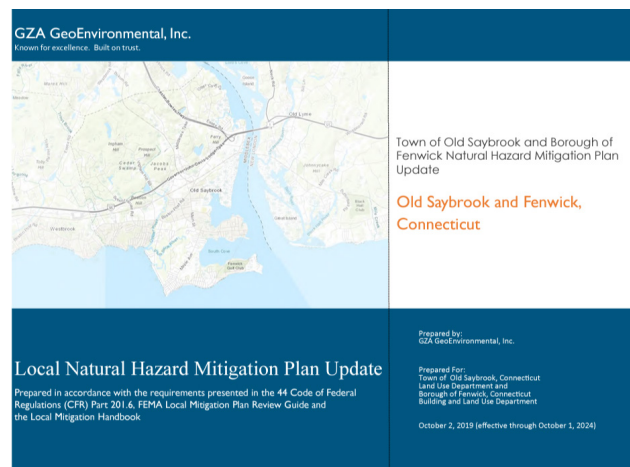 GZA GeoEnvironmental, Inc.
Known for excellence.  Built on trust.
Old Lyme
Ferry
Old Saybrook
Westbrook
South Cove
Town of Old Saybrook and Borough of
Fenwick Natural Hazard Mitigation Plan
Update
Old Saybrook and Fenwick,
Connecticut
Local Natural Hazard Mitigation Plan Update
Prepared in accordance with the requirements presented in the 44 Code of Federal
Regulations (CFR) Part 201.6, FEMA Local Mitigation Plan Review Guide and
the Local Mitigation Handbook
Prepared by:
GZA GeoEnvironmental, Inc.
Prepared For:
Town of  Old Saybrook, Connecticut
Land Use Department and
Borough of Fenwick, Connecticut
Building and Land Use Department
October 2, 2019 (effective through October 1, 2024)